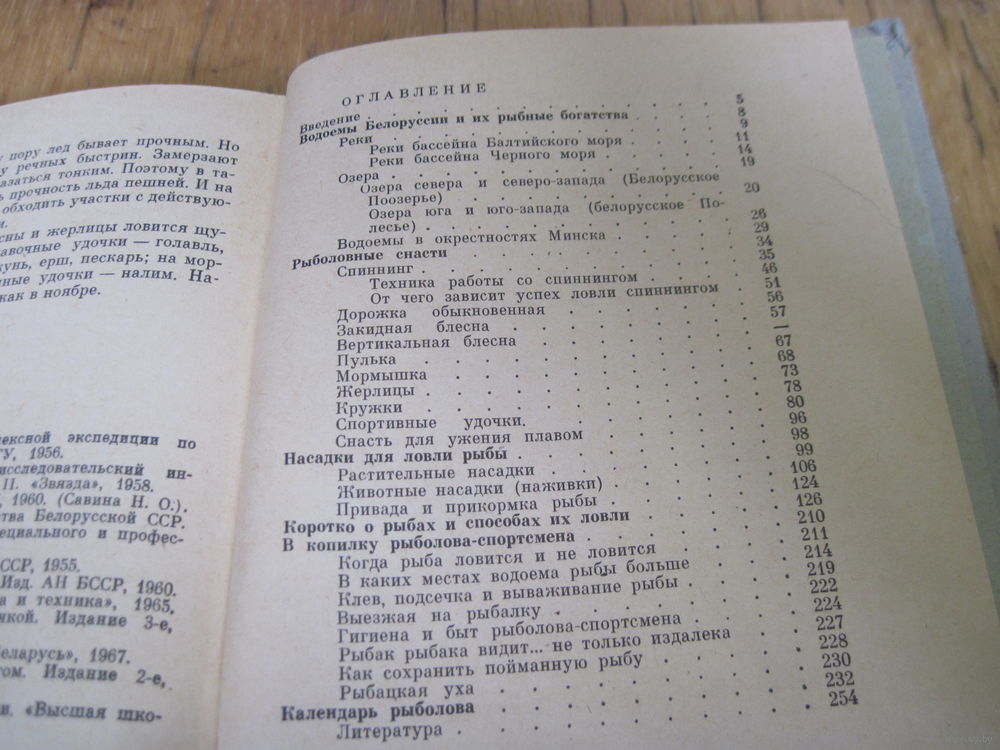 пору лед бывает прочным. Но
речных быстрин. Замерзают
тонким. Поэтому в та-
прочность льда пешней. И на
обходить участки с действую-
и жерлицы ловится щу-
удочки — голавль,
ерш, пескарь; на мор-
удочки — налим. На-
как в ноябре.
экспедиции по
1956.
«Звязда», 1958.
1960. (Савина Н. О.).
Белорусской ССР.
и профес-
СССР, 1955.
Изд. АН БССР, 1960.
и техника», 1965.
Издание 3-е,
1967.
Издание 2-е,
«Высшая шко-
ОГЛАВЛЕНИЕ
Введение . . . . . . . . 5
Водоемы Белоруссии и их рыбные богатства . . . 8
Реки . . . . . . . . 9
Реки бассейна Балтийского моря . . . . 11
Реки бассейна Черного моря . . . . 14
Озера . . . . . . . . 19
Озера севера и северо-запада (Белорусское
Поозерье) . . . . . . . . 20
Озера юга и юго-запада (белорусское По-
лесье) . . . . . . . . 26
Водоемы в окрестностях Минска . . . . 29
Рыболовные снасти . . . . . . . . 34
Спиннинг . . . . . . . . 35
Техника работы со спиннингом . . . . 46
От чего зависит успех ловли спиннингом . 51
Дорожка обыкновенная . . . . . . 56
Закидная блесна . . . . . . 57
Вертикальная блесна . . . . . . —
Пулька . . . . . . . . 67
Мормышка . . . . . . . . 68
Жерлицы . . . . . . . . 73
Кружки . . . . . . . . 78
Спортивные удочки. . . . . . . 80
Снасть для ужения плавом . . . . 96
Насадки для ловли рыбы . . . . . . 98
Растительные насадки . . . . . . 99
Животные насадки (наживки) . . . . 106
Привада и прикормка рыбы . . . . 124
Коротко о рыбах и способах их ловли . . . 126
В копилку рыболова-спортсмена . . . . 210
Когда рыба ловится и не ловится . . . 211
В каких местах водоема рыбы больше . . . 214
Клев, подсечка и вываживание рыбы . . . 219
Выезжая на рыбалку . . . . . . 222
Гигиена и быт рыболова-спортсмена . . . 224
Рыбак рыбака видит... не только издалека . . 227
Как сохранить пойманную рыбу . . . . 228
Рыбацкая уха . . . . . . . . 230
Календарь рыболова . . . . . . . . 232
Литература . . . . . . . . 254